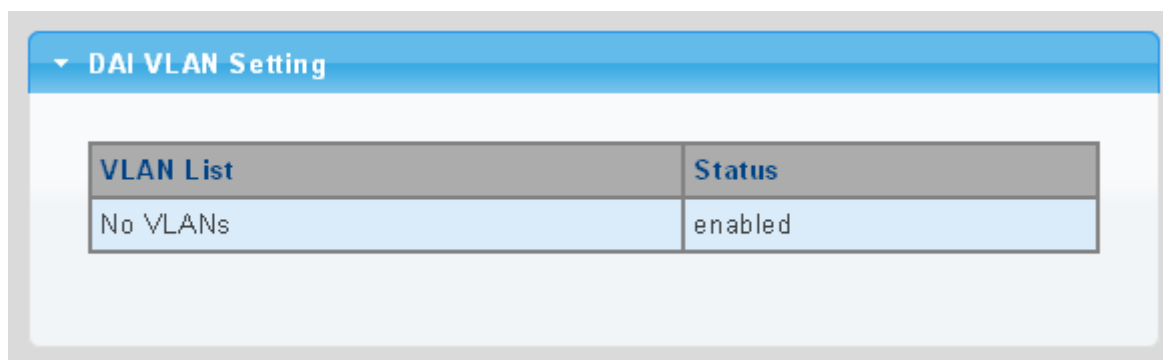 DAI VLAN Setting
VLAN List Status
No VLANs enabled